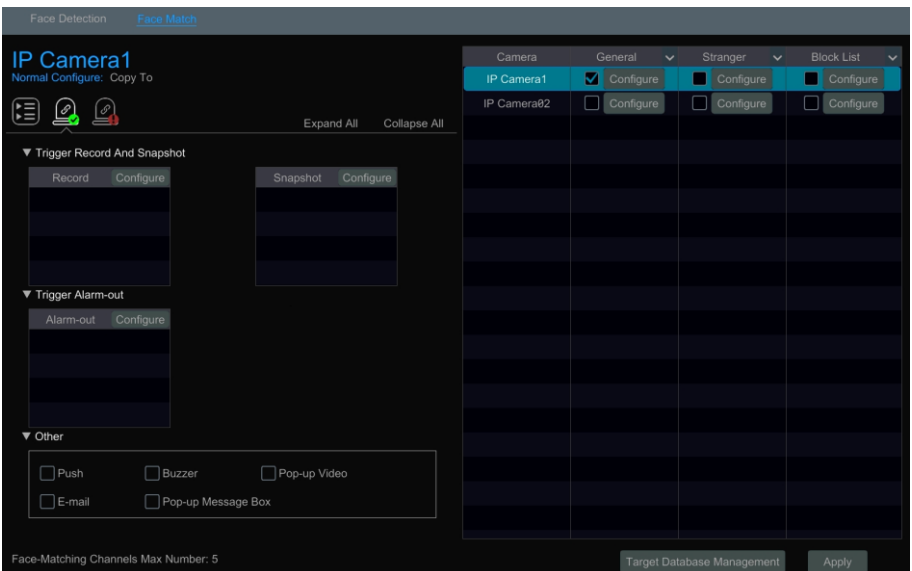 Face Detection Face Match
IP Camera1
Normal Configure: Copy To
Expand All Collapse All
Trigger Record And Snapshot
Record Configure Snapshot Configure
Trigger Alarm-out
Alarm-out Configure
Other
Push Buzzer Pop-up Video
E-mail Pop-up Message Box
Face-Matching Channels Max Number: 5
Camera General Stranger Block List
IP Camera1 Configure Configure Configure
IP Camera02 Configure Configure Configure
Target Database Management Apply